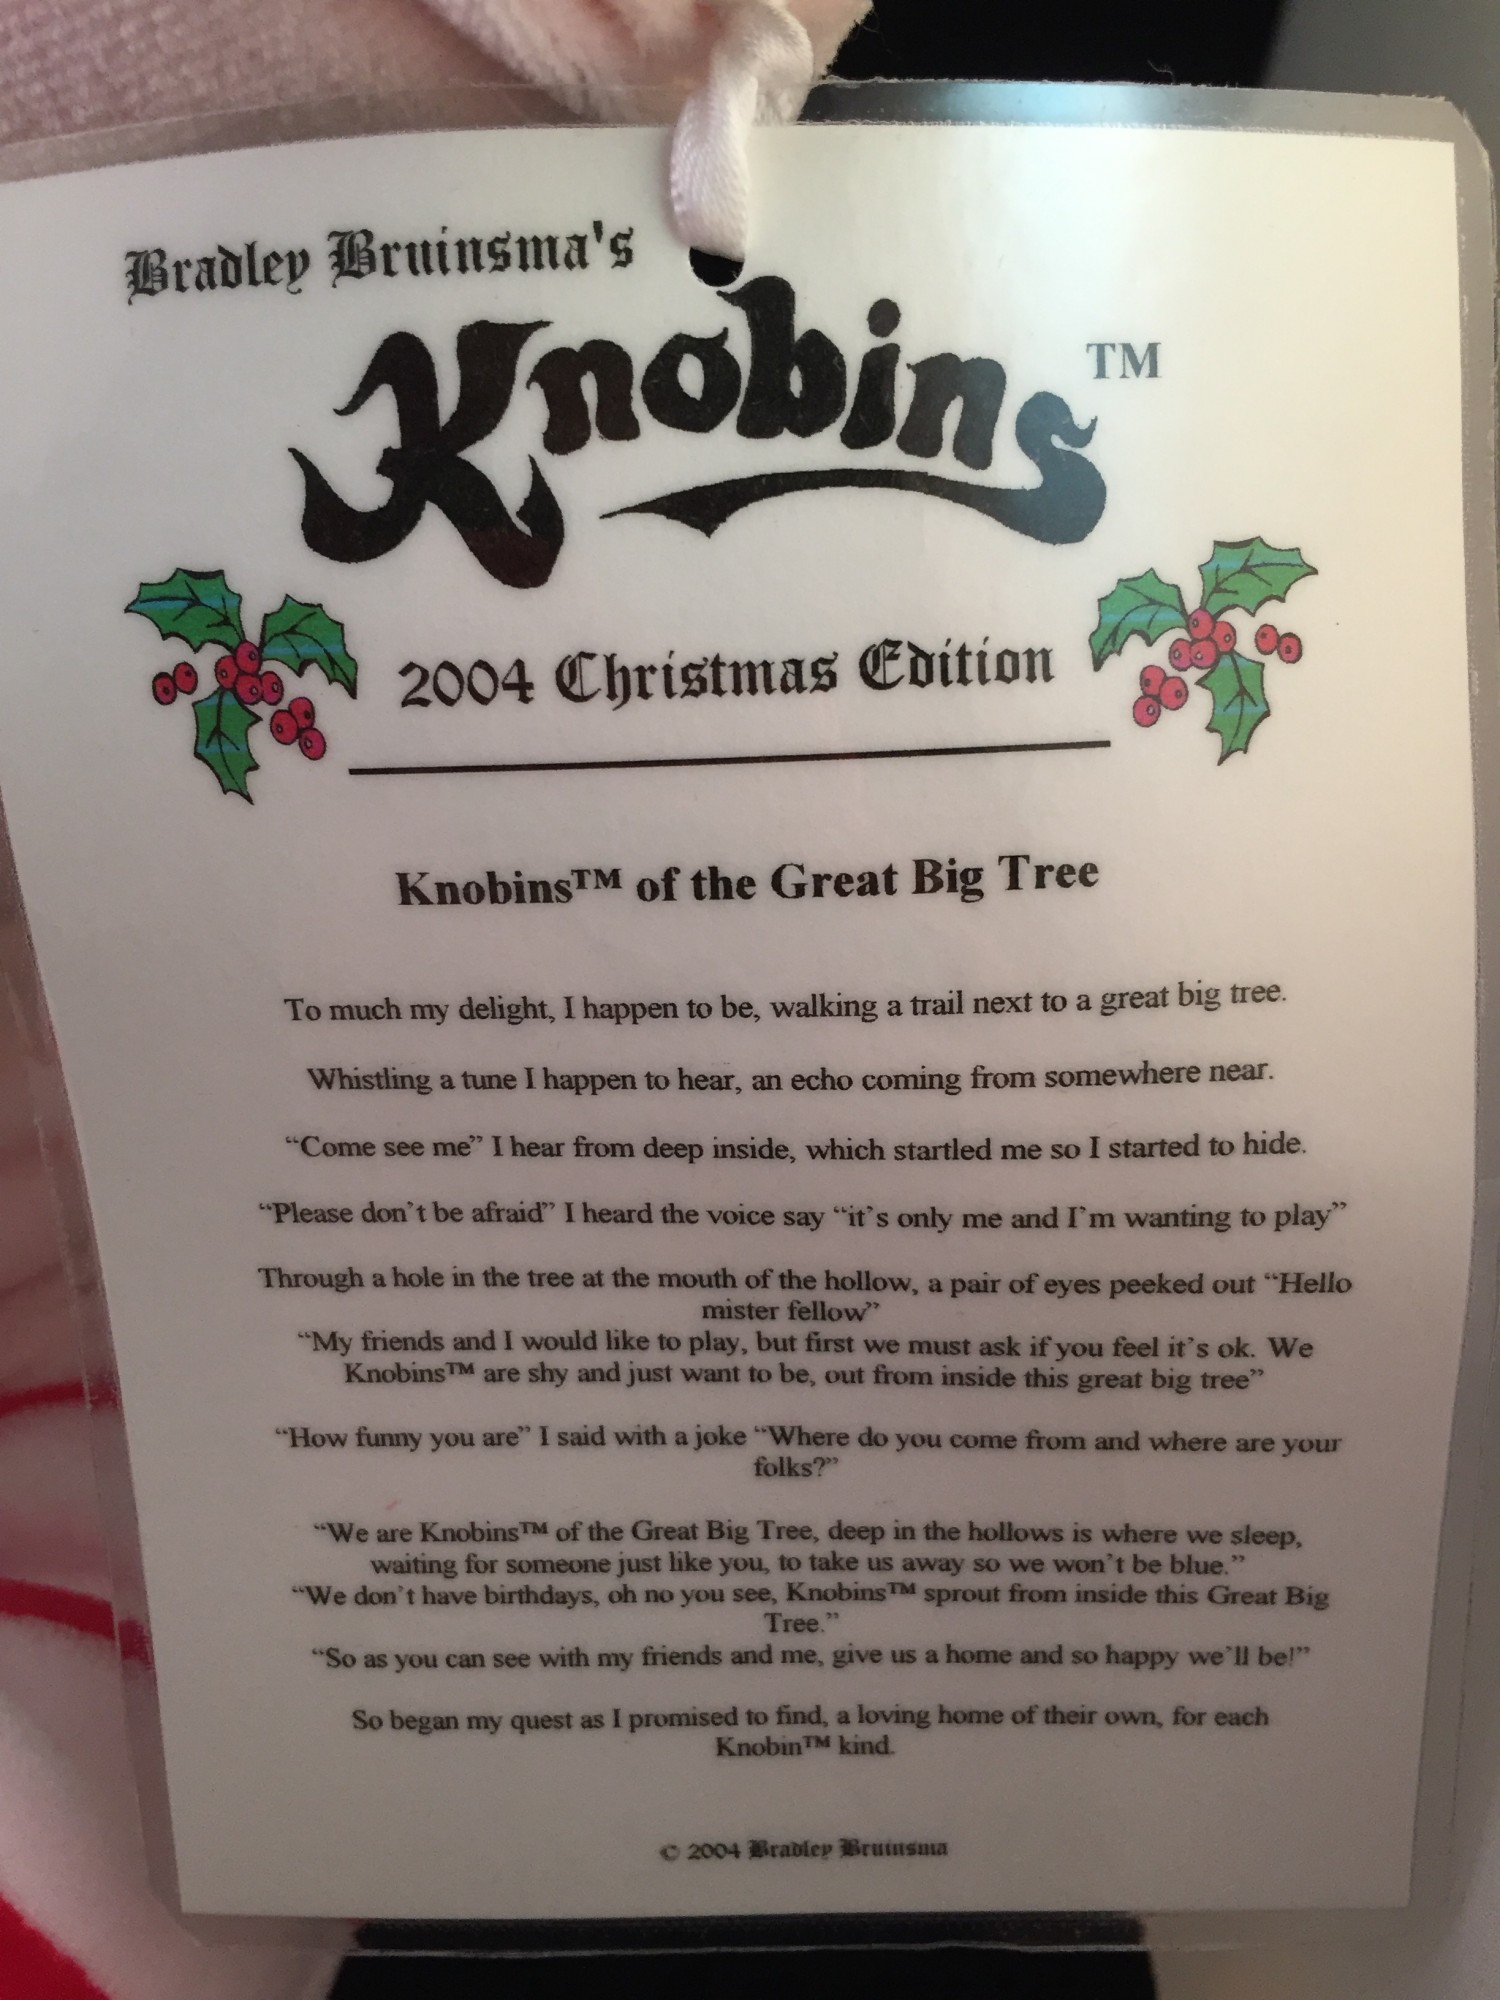 Bradley Bruinsma's
Knobins TM
2004 Christmas Edition
Knobins™ of the Great Big Tree
To much my delight, I happen to be, walking a trail next to a great big tree.
Whistling a tune I happen to hear, an echo coming from somewhere near.
“Come see me” I hear from deep inside, which startled me so I started to hide.
“Please don’t be afraid” I heard the voice say “it’s only me and I’m wanting to play”
Through a hole in the tree at the mouth of the hollow, a pair of eyes peeked out “Hello
mister fellow”
“My friends and I would like to play, but first we must ask if you feel it’s ok. We
Knobins™ are shy and just want to be, out from inside this great big tree”
“How funny you are” I said with a joke “Where do you come from and where are your
folks?”
“We are Knobins™ of the Great Big Tree, deep in the hollows is where we sleep,
waiting for someone just like you, to take us away so we won’t be blue.”
“We don’t have birthdays, oh no you see, Knobins™ sprout from inside this Great Big
Tree.”
“So as you can see with my friends and me, give us a home and so happy we’ll be!”
So began my quest as I promised to find, a loving home of their own, for each
Knobin™ kind.
© 2004 Bradley Bruinsma